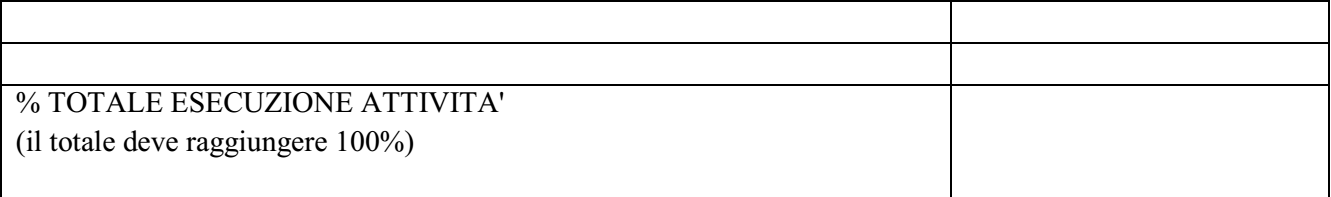 % TOTALE ESECUZIONE ATTIVITA'
(il totale deve raggiungere 100%)